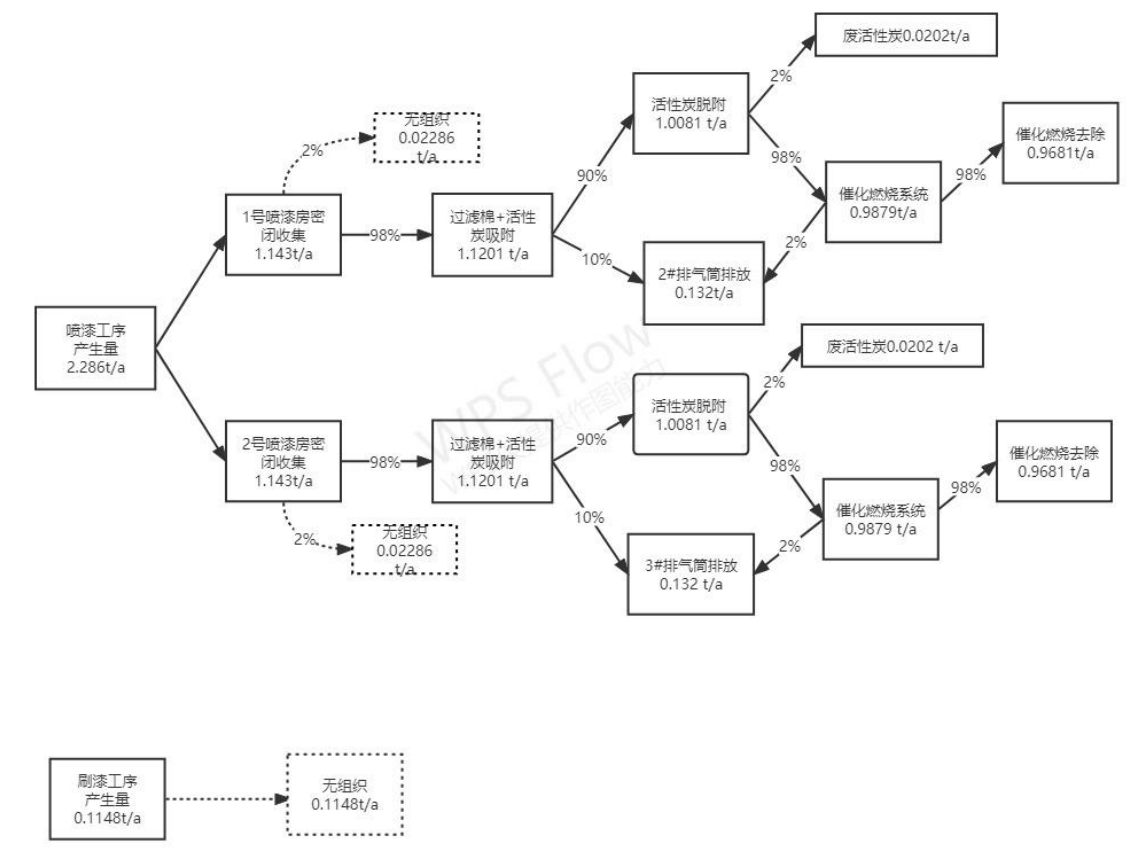 废活性炭0.0202t/a
2%
活性炭脱附
1.0081 t/a
无组织
0.02286
t/a
2%
98%
催化燃烧去除
0.9681t/a
90%
98%
催化燃烧系统
0.9879t/a
1号喷漆房密
闭收集
1.143t/a
98%
过滤棉+活性
炭吸附
1.1201 t/a
2%
10%
2#排气筒排放
0.132t/a
喷漆工序
产生量
2.286t/a
废活性炭0.0202 t/a
2%
活性炭脱附
1.0081 t/a
90%
98%
催化燃烧去除
0.9681 t/a
98%
2号喷漆房密
闭收集
1.143t/a
98%
过滤棉+活性
炭吸附
1.1201 t/a
催化燃烧系统
0.9879 t/a
10%
2%
2%
无组织
0.02286
t/a
3#排气筒排放
0.132 t/a
WPS Flow
刷漆工序
产生量
0.1148t/a
无组织
0.1148t/a